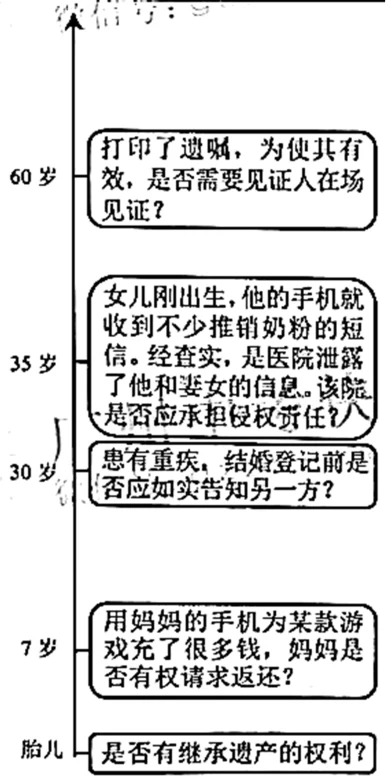 微信号:
打印了遗嘱，为使其有
60岁
效，是否需要见证人在场
见证？
女儿刚出生，他的手机就
收到不少推销奶粉的短
35岁
信。经查实，是医院泄露
了他和妻女的信息。该院
是否应承担侵权责任？
30岁
患有重疾，结婚登记前是
否应如实告知另一方？
用妈妈的手机为某款游
7岁
戏充了很多钱，妈妈是
否有权请求返还？
胎儿
是否有继承遗产的权利？